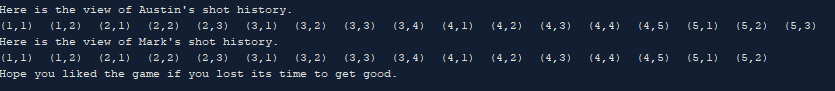 Here is the view of Austin's shot history.
(1,1) (1,2) (2,1) (2,2) (2,3) (3,1) (3,2) (3,3) (3,4) (4,1) (4,2) (4,3) (4,4) (4,5) (5,1) (5,2) (5,3)
Here is the view of Mark's shot history.
(1,1) (1,2) (2,1) (2,2) (2,3) (3,1) (3,2) (3,3) (3,4) (4,1) (4,2) (4,3) (4,4) (4,5) (5,1) (5,2)
Hope you liked the game if you lost its time to get good.